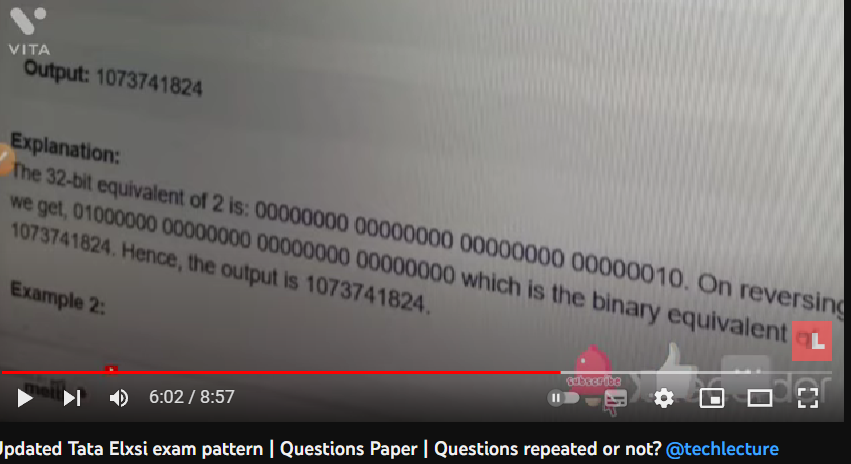 VITA
Output: 1073741824
Explanation:
The 32-bit equivalent of 2 is: 00000000 00000000 00000000 00000010. On reversing
we get, 01000000 00000000 00000000 00000000 which is the binary equivalent of
1073741824. Hence, the output is 1073741824.
Example 2:
L
subscribe
6:02 / 8:57
Updated Tata Elxsi exam pattern | Questions Paper | Questions repeated or not? @techlecture